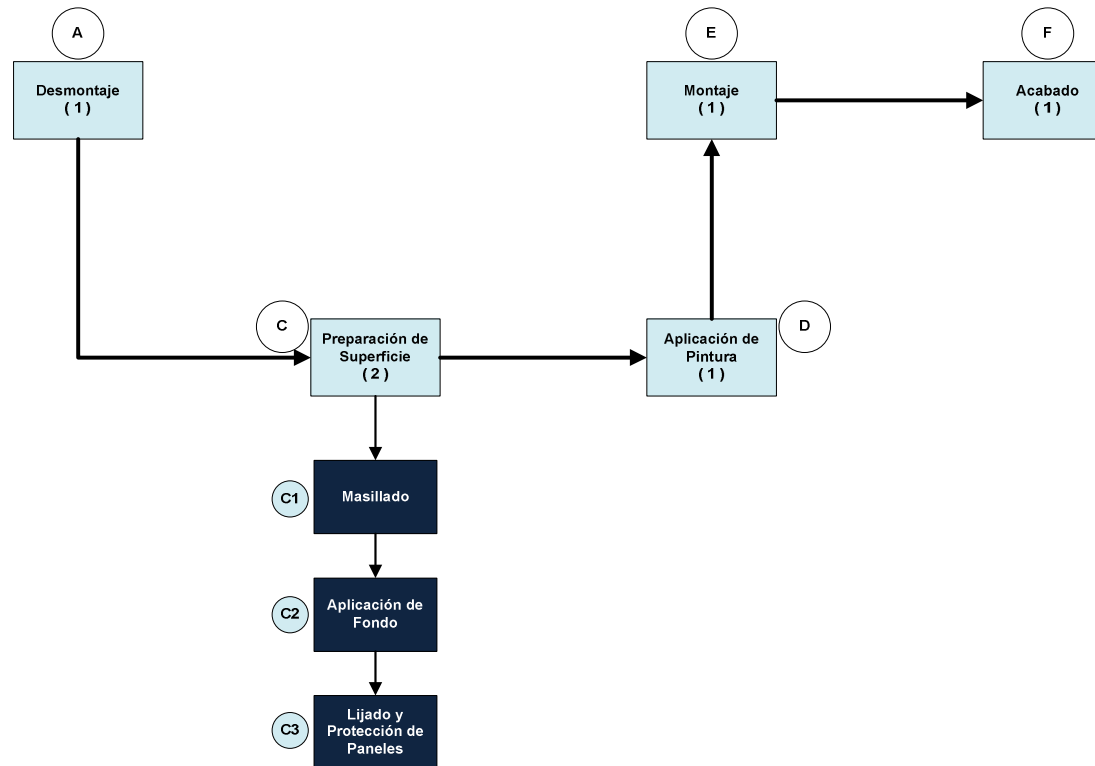 A
Desmontaje
( 1 )
E
Montaje
( 1 )
F
Acabado
( 1 )
C
Preparación de
Superficie
( 2 )
Aplicación de
Pintura
( 1 )
D
C1
Masillado
C2
Aplicación de
Fondo
C3
Lijado y
Protección de
Paneles